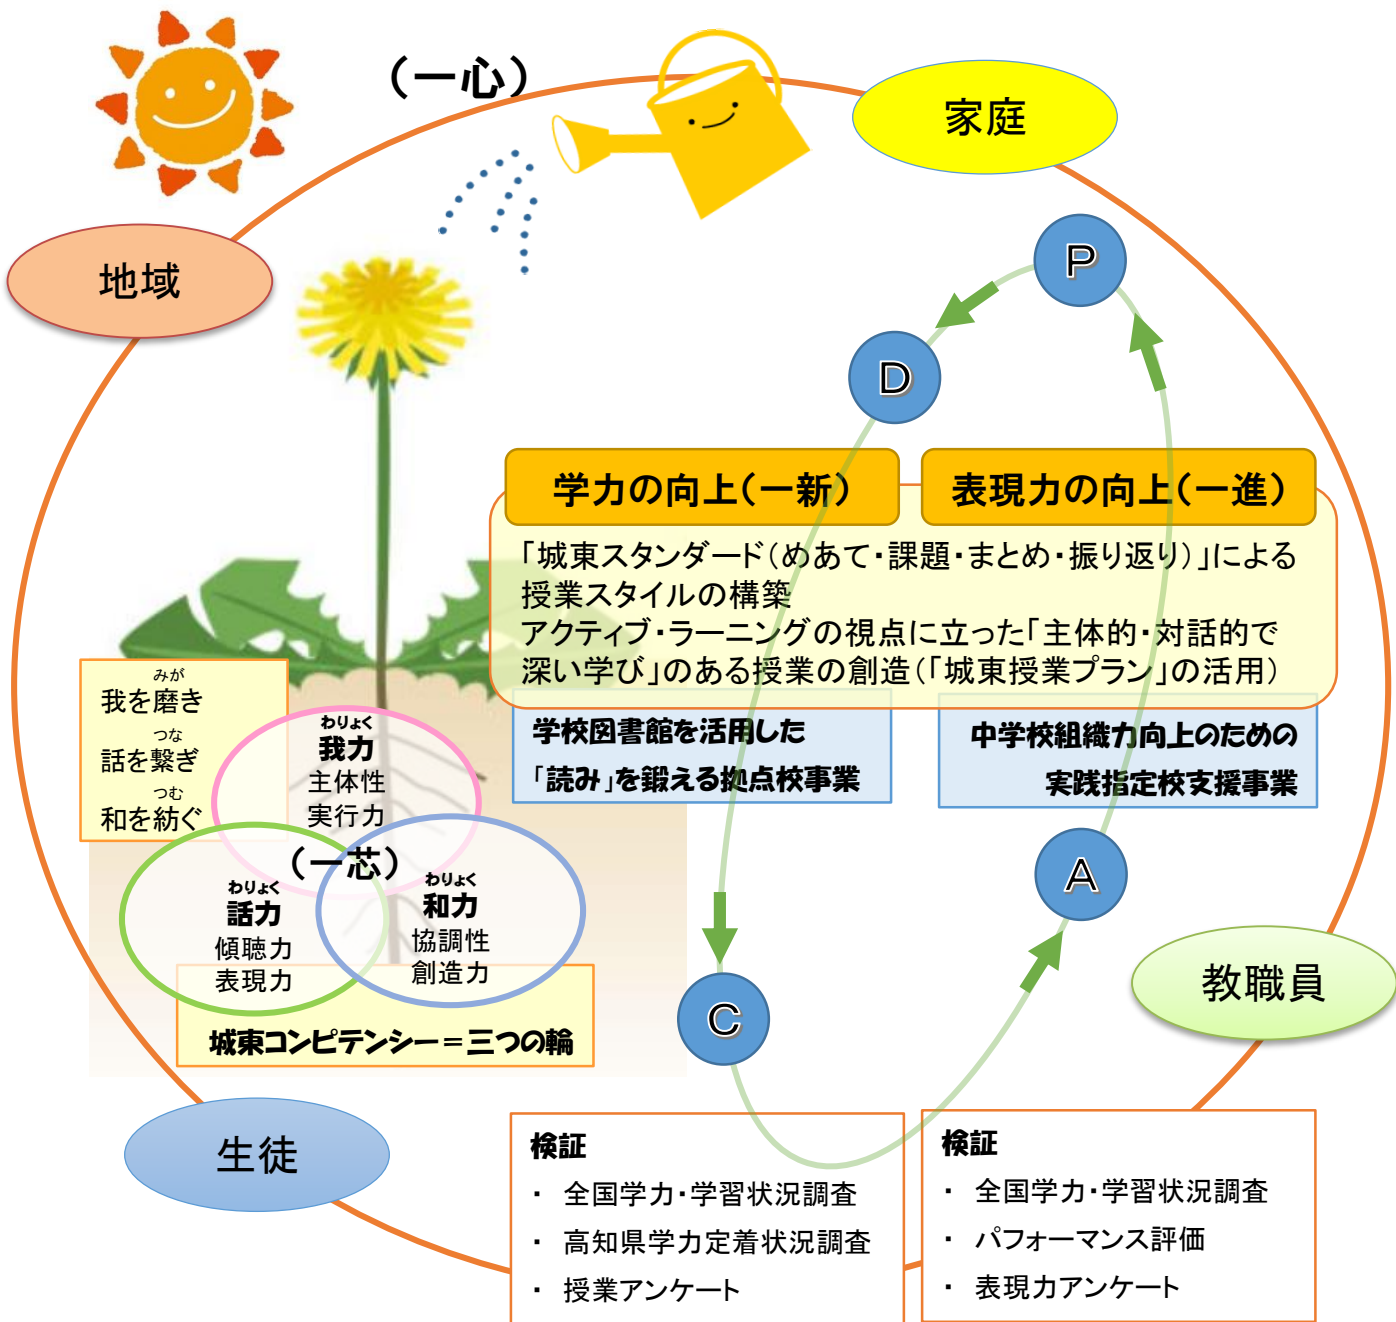 （一心）
家庭
地域
P
D
学力の向上（一新）
表現力の向上（一進）
「城東スタンダード（めあて・課題・まとめ・振り返り）」による
授業スタイルの構築
アクティブ・ラーニングの視点に立った「主体的・対話的で
深い学び」のある授業の創造（「城東授業プラン」の活用）
学校図書館を活用した
「読み」を鍛える拠点校事業
中学校組織力向上のための
実践指定校支援事業
みが
我を磨き
つな
話を繋ぎ
つむ
和を紡ぐ
わりょく
我力
主体性
実行力
（一芯）
わりょく
話力
傾聴力
表現力
わりょく
和力
協調性
創造力
城東コンピテンシー＝三つの輪
A
C
教職員
生徒
検証
・ 全国学力・学習状況調査
・ 高知県学力定着状況調査
・ 授業アンケート
検証
・ 全国学力・学習状況調査
・ パフォーマンス評価
・ 表現力アンケート